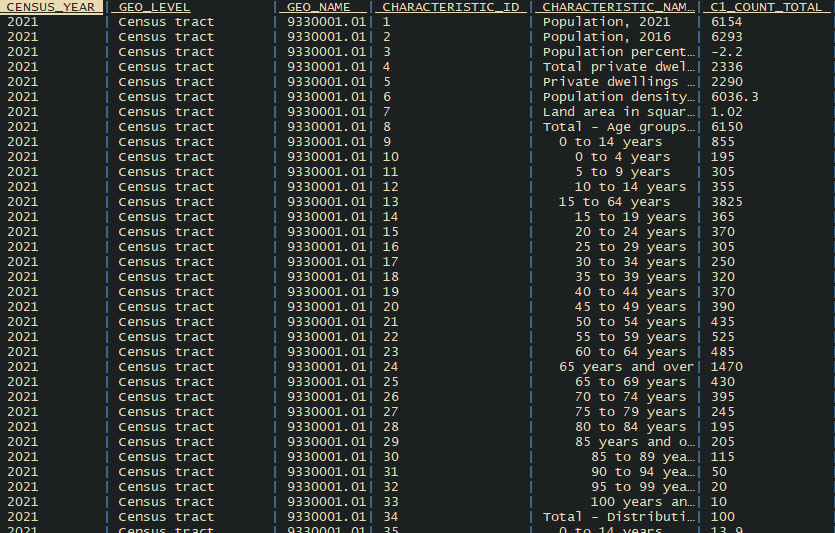 CENSUS_YEAR | GEO_LEVEL | GEO_NAME | CHARACTERISTIC_ID | CHARACTERISTIC_NAM… | C1_COUNT_TOTAL
2021 | Census tract | 9330001.01 | 1 | Population, 2021 | 6154
2021 | Census tract | 9330001.01 | 2 | Population, 2016 | 6293
2021 | Census tract | 9330001.01 | 3 | Population percent… | -2.2
2021 | Census tract | 9330001.01 | 4 | Total private dwel… | 2336
2021 | Census tract | 9330001.01 | 5 | Private dwellings … | 2290
2021 | Census tract | 9330001.01 | 6 | Population density… | 6036.3
2021 | Census tract | 9330001.01 | 7 | Land area in squar… | 1.02
2021 | Census tract | 9330001.01 | 8 | Total - Age groups… | 6150
2021 | Census tract | 9330001.01 | 9 | 0 to 14 years | 855
2021 | Census tract | 9330001.01 | 10 | 0 to 4 years | 195
2021 | Census tract | 9330001.01 | 11 | 5 to 9 years | 305
2021 | Census tract | 9330001.01 | 12 | 10 to 14 years | 355
2021 | Census tract | 9330001.01 | 13 | 15 to 64 years | 3825
2021 | Census tract | 9330001.01 | 14 | 15 to 19 years | 365
2021 | Census tract | 9330001.01 | 15 | 20 to 24 years | 370
2021 | Census tract | 9330001.01 | 16 | 25 to 29 years | 305
2021 | Census tract | 9330001.01 | 17 | 30 to 34 years | 250
2021 | Census tract | 9330001.01 | 18 | 35 to 39 years | 320
2021 | Census tract | 9330001.01 | 19 | 40 to 44 years | 370
2021 | Census tract | 9330001.01 | 20 | 45 to 49 years | 390
2021 | Census tract | 9330001.01 | 21 | 50 to 54 years | 435
2021 | Census tract | 9330001.01 | 22 | 55 to 59 years | 525
2021 | Census tract | 9330001.01 | 23 | 60 to 64 years | 485
2021 | Census tract | 9330001.01 | 24 | 65 years and over | 1470
2021 | Census tract | 9330001.01 | 25 | 65 to 69 years | 430
2021 | Census tract | 9330001.01 | 26 | 70 to 74 years | 395
2021 | Census tract | 9330001.01 | 27 | 75 to 79 years | 245
2021 | Census tract | 9330001.01 | 28 | 80 to 84 years | 195
2021 | Census tract | 9330001.01 | 29 | 85 years and o… | 205
2021 | Census tract | 9330001.01 | 30 | 85 to 89 yea… | 115
2021 | Census tract | 9330001.01 | 31 | 90 to 94 yea… | 50
2021 | Census tract | 9330001.01 | 32 | 95 to 99 yea… | 20
2021 | Census tract | 9330001.01 | 33 | 100 years an… | 10
2021 | Census tract | 9330001.01 | 34 | Total - Distributi… | 100
2021 | Census tract | 9330001.01 | 35 | 0 to 14 years | 13.9